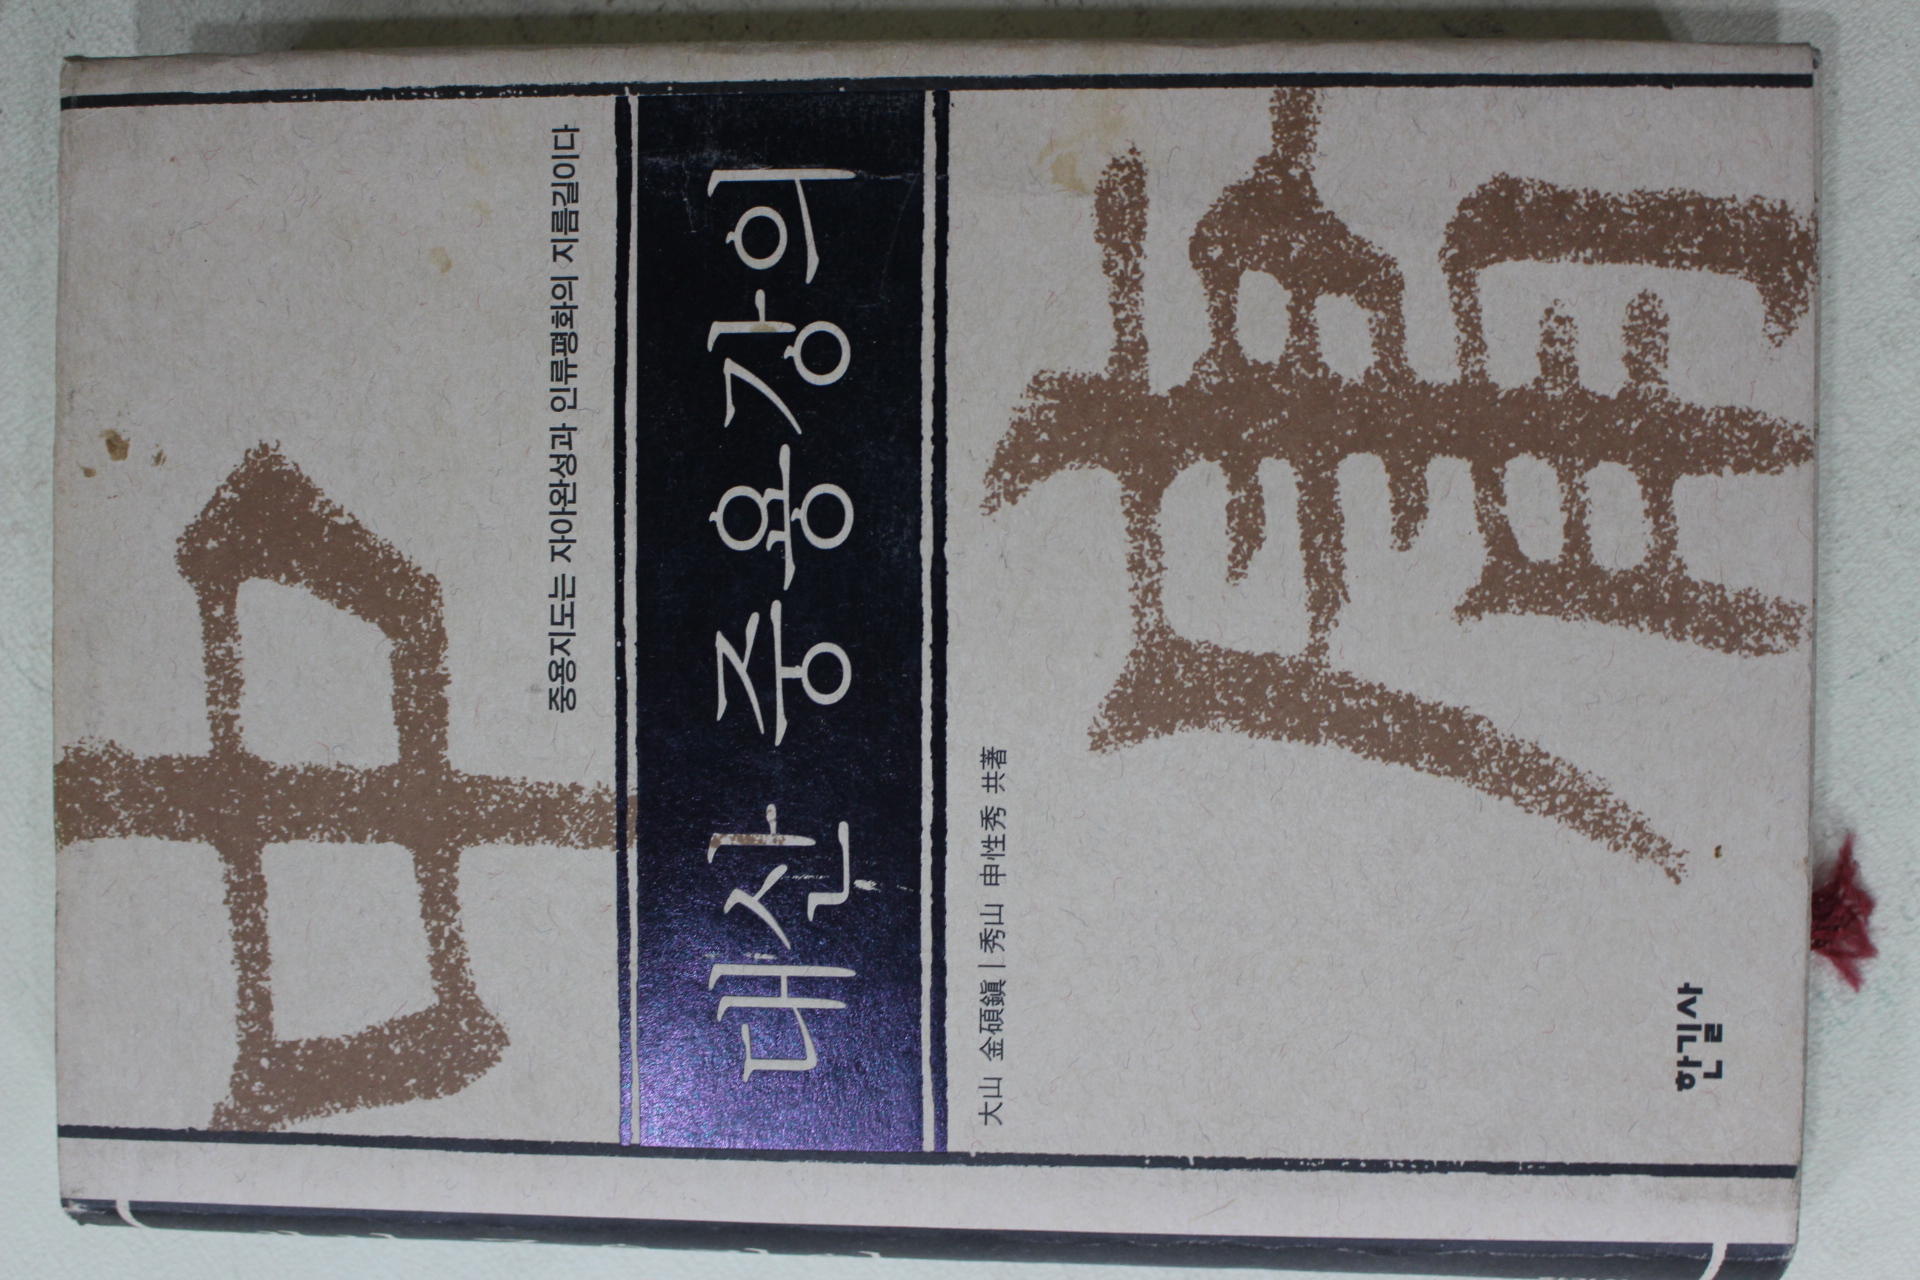 中
중용지도는 자아완성과 인류평화의 지름길이다
대산 중용강의
大山 金碩鎭 | 秀山 申性秀 共著
庸
한길사